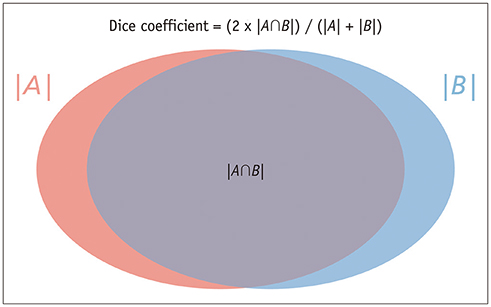 Dice coefficient = (2 x |A∩B|) / (|A| + |B|)
|A|
|B|
|A∩B|